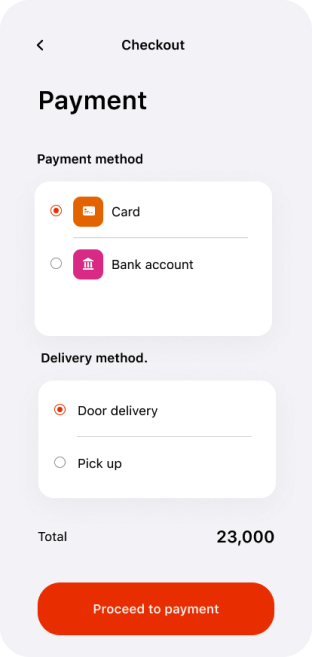 Checkout
Payment
Payment method
Card
Bank account
Delivery method.
Door delivery
Pick up
Total 23,000
Proceed to payment